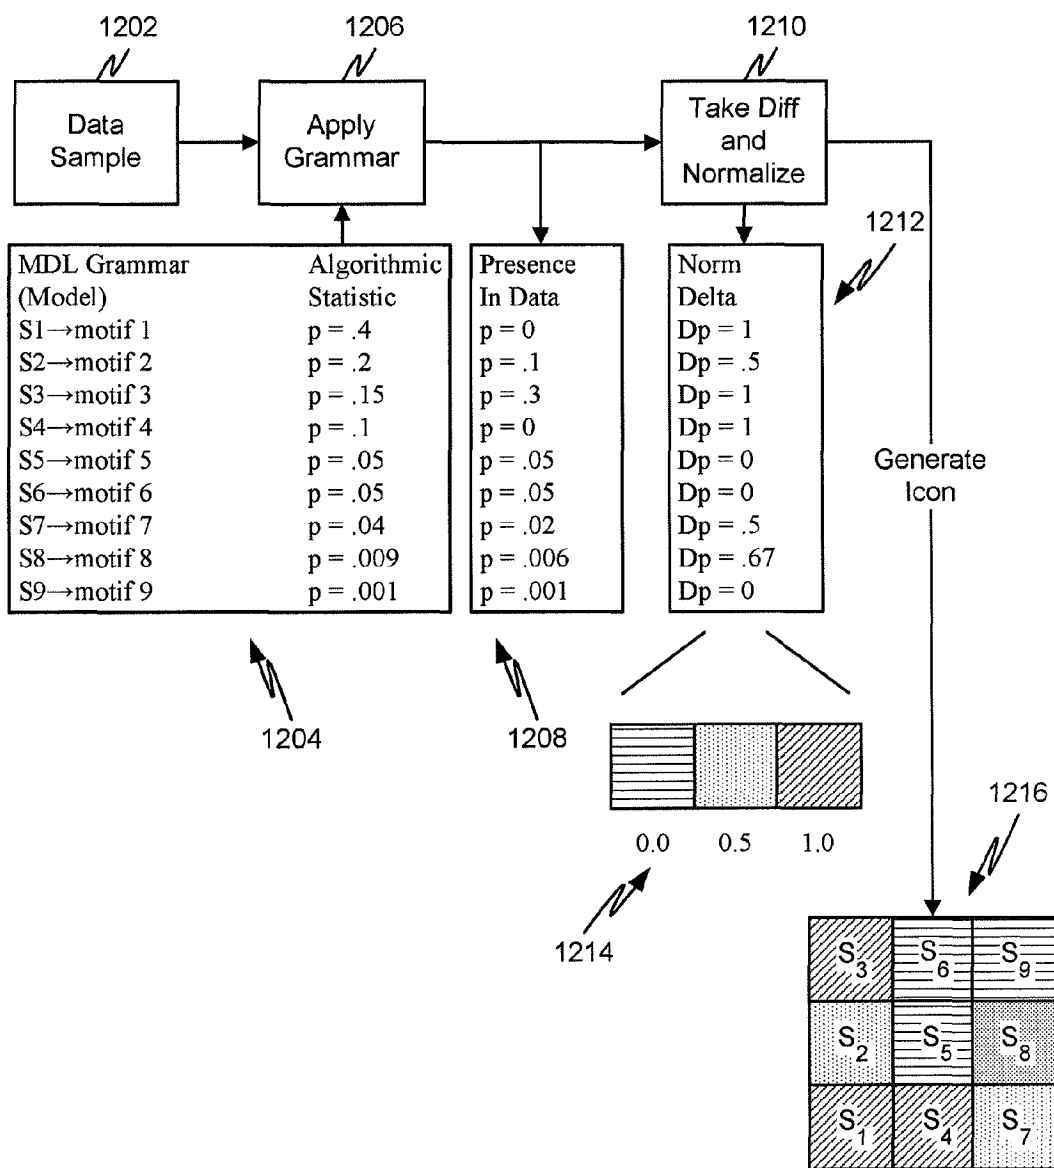 1202
1206
1210
Data
Sample
Apply
Grammar
Take Diff
and
Normalize
1212
MDL Grammar Algorithmic
(Model) Statistic
S1→motif 1 p = .4
S2→motif 2 p = .2
S3→motif 3 p = .15
S4→motif 4 p = .1
S5→motif 5 p = .05
S6→motif 6 p = .05
S7→motif 7 p = .04
S8→motif 8 p = .009
S9→motif 9 p = .001
Presence
In Data
p = 0
p = .1
p = .3
p = 0
p = .05
p = .05
p = .02
p = .006
p = .001
Norm
Delta
Dp = 1
Dp = .5
Dp = 1
Dp = 1
Dp = 0
Dp = 0
Dp = .5
Dp = .67
Dp = 0
Generate
Icon
1204
1208
0.0 0.5 1.0
1214
1216
S3 S6 S9
S2 S5 S8
S1 S4 S7